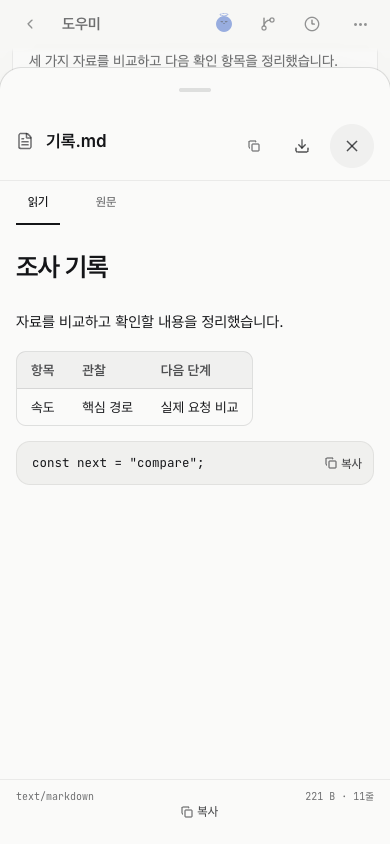 도우미
세 가지 자료를 비교하고 다음 확인 항목을 정리했습니다.
기록.md
읽기 원문
조사 기록
자료를 비교하고 확인할 내용을 정리했습니다.
항목 관찰 다음 단계
속도 핵심 경로 실제 요청 비교
const next = "compare"; 복사
text/markdown 221 B · 11줄
복사